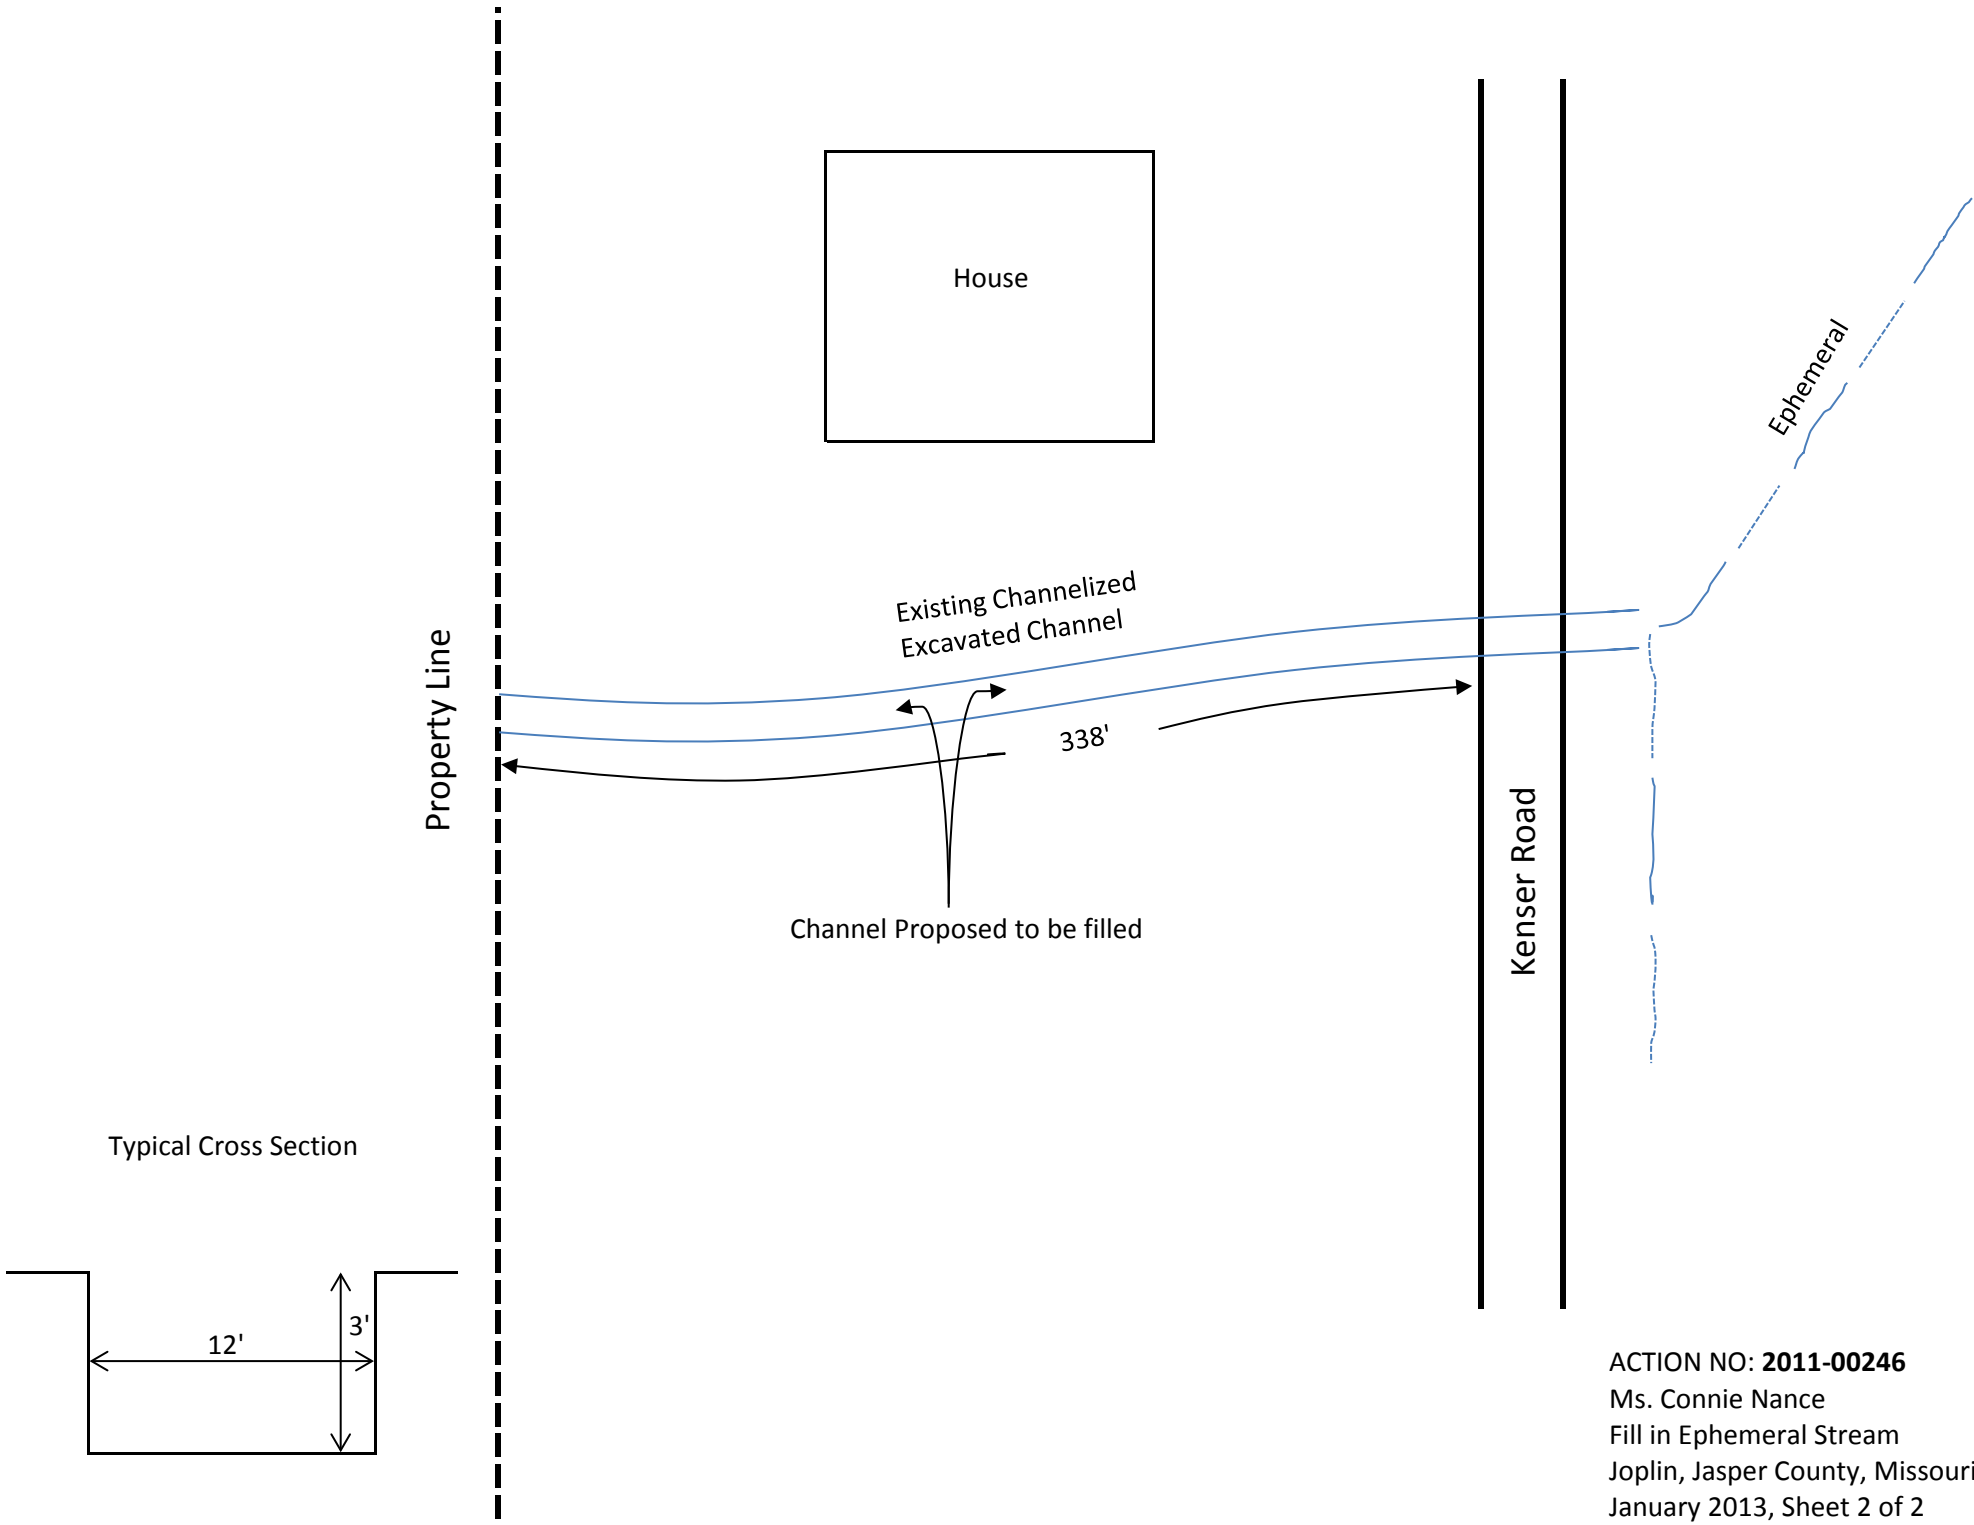 House
Ephemeral
Existing Channelized
Excavated Channel
Property Line
338'
Kenser Road
Channel Proposed to be filled
Typical Cross Section
12'
3'
ACTION NO: 2011-00246
Ms. Connie Nance
Fill in Ephemeral Stream
Joplin, Jasper County, Missouri
January 2013, Sheet 2 of 2